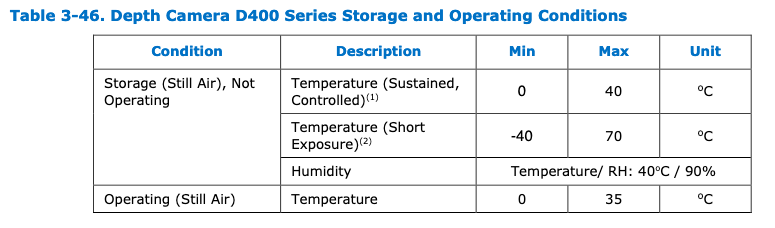 Table 3-46. Depth Camera D400 Series Storage and Operating Conditions
Condition Description Min Max Unit
Storage (Still Air), Not Operating Temperature (Sustained, Controlled)(1) 0 40 ºC
Temperature (Short Exposure)(2) -40 70 ºC
Humidity Temperature/ RH: 40ºC / 90%
Operating (Still Air) Temperature 0 35 ºC